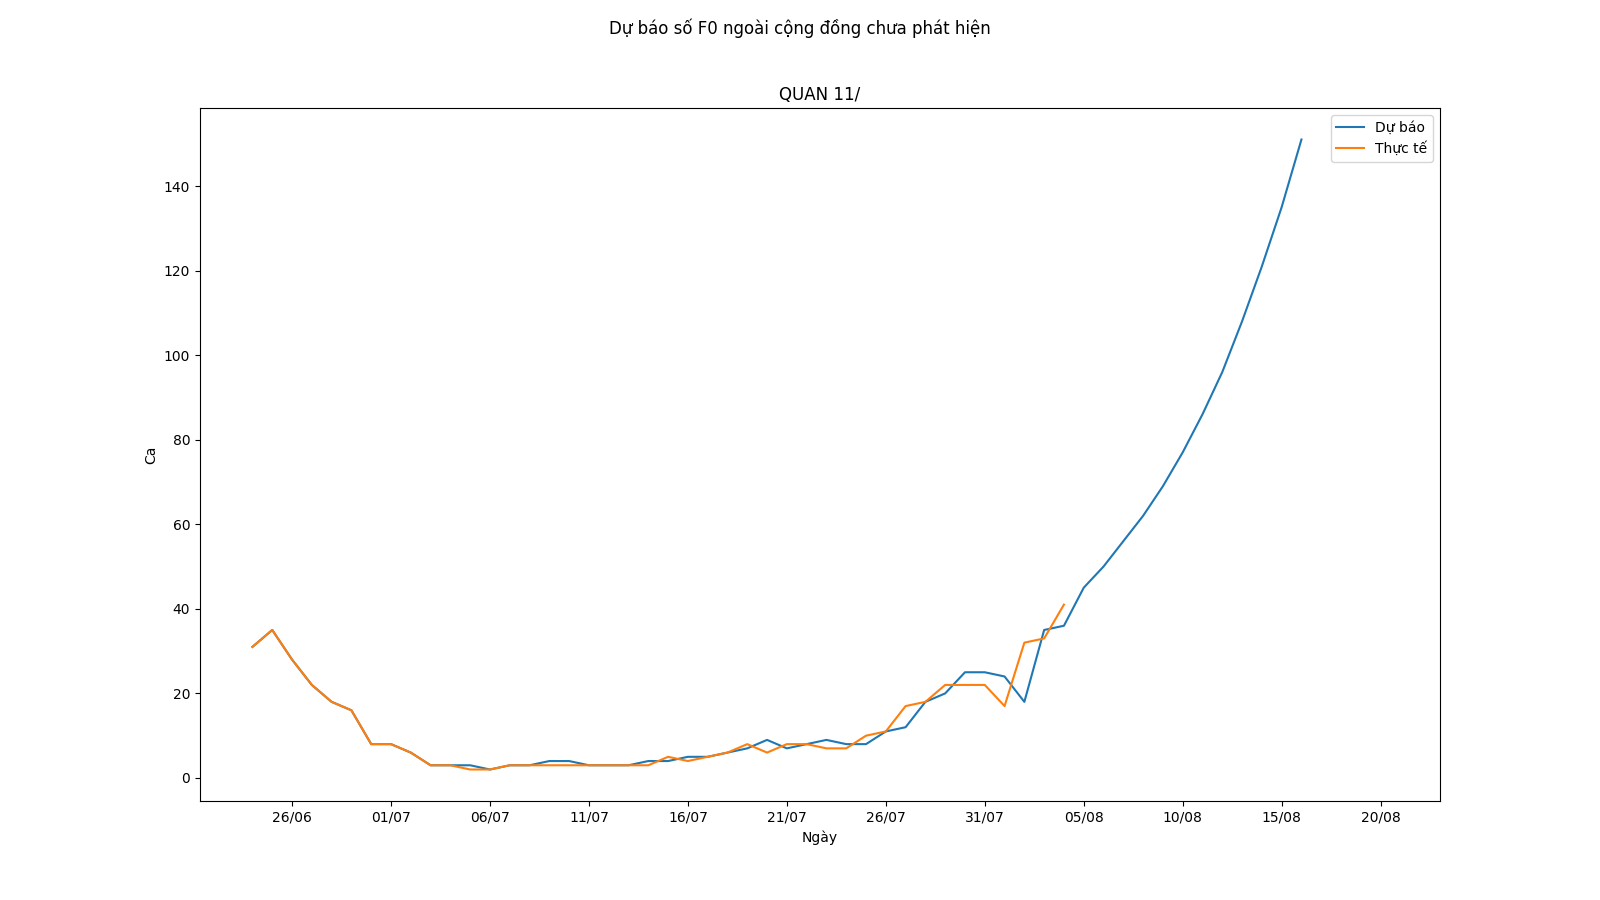 Dự báo số F0 ngoài cộng đồng chưa phát hiện
QUAN 11/
Dự báo
Thực tế
140
120
100
80
60
40
20
0
Ca
26/06 01/07 06/07 11/07 16/07 21/07 26/07 31/07 05/08 10/08 15/08 20/08
Ngày